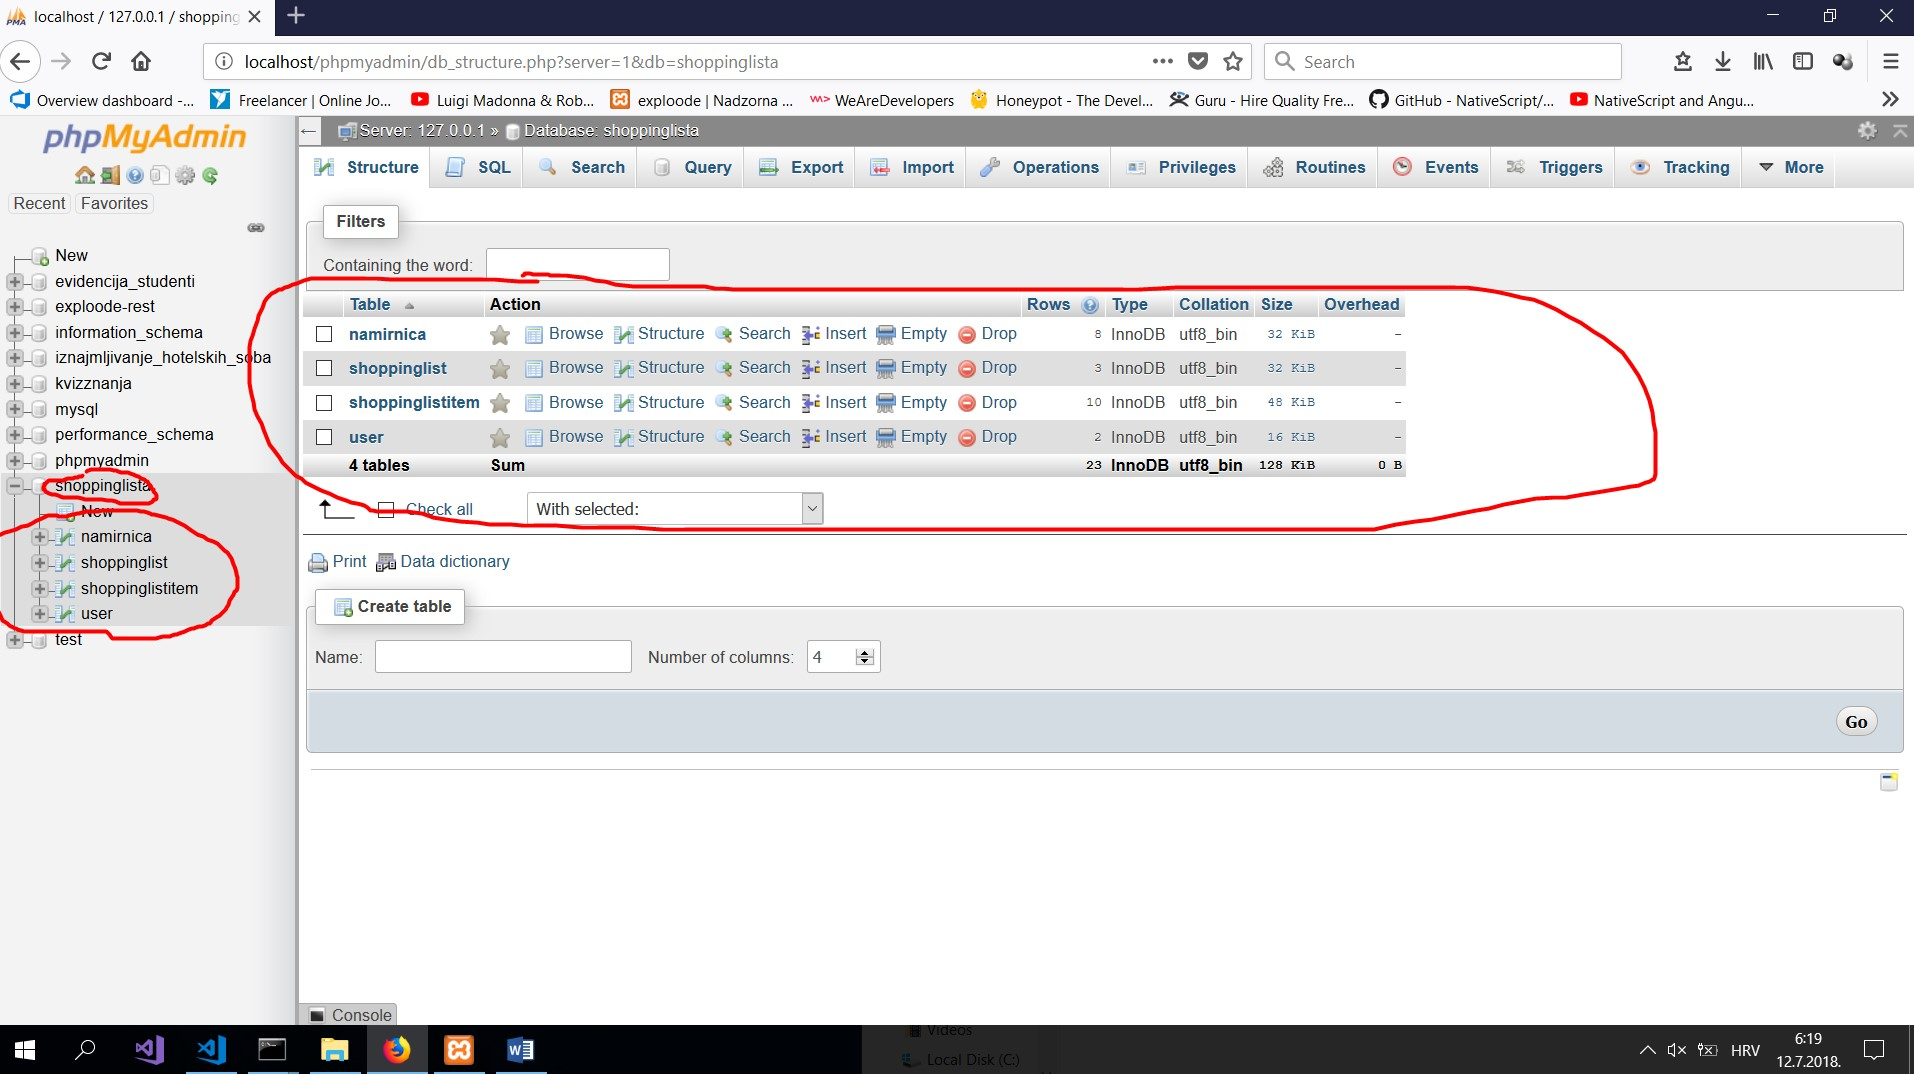 localhost / 127.0.0.1 / shopping
localhost/phpmyadmin/db_structure.php?server=1&db=shoppinglista
Search
Overview dashboard -... Freelancer | Online Jo... Luigi Madonna & Rob... exploode | Nadzorna ... WeAreDevelopers Honeypot - The Devel... Guru - Hire Quality Fre... GitHub - NativeScript/... NativeScript and Angu...
phpMyAdmin
Recent Favorites
New
evidencija_studenti
exploode-rest
information_schema
iznajmljivanje_hotelskih_soba
kvizznanja
mysql
performance_schema
phpmyadmin
shoppinglista
New
namirnica
shoppinglist
shoppinglistitem
user
test
Server: 127.0.0.1 » Database: shoppinglista
Structure SQL Search Query Export Import Operations Privileges Routines Events Triggers Tracking More
Filters
Containing the word:
Table Action Rows Type Collation Size Overhead
namirnica Browse Structure Search Insert Empty Drop 8 InnoDB utf8_bin 32 KiB -
shoppinglist Browse Structure Search Insert Empty Drop 3 InnoDB utf8_bin 32 KiB -
shoppinglistitem Browse Structure Search Insert Empty Drop 10 InnoDB utf8_bin 48 KiB -
user Browse Structure Search Insert Empty Drop 2 InnoDB utf8_bin 16 KiB -
4 tables Sum 23 InnoDB utf8_bin 128 KiB 0 B
Check all With selected:
Print Data dictionary
Create table
Name: Number of columns: 4
Go
Console
Videos
Local Disk (C:)
HRV
6:19
12.7.2018.